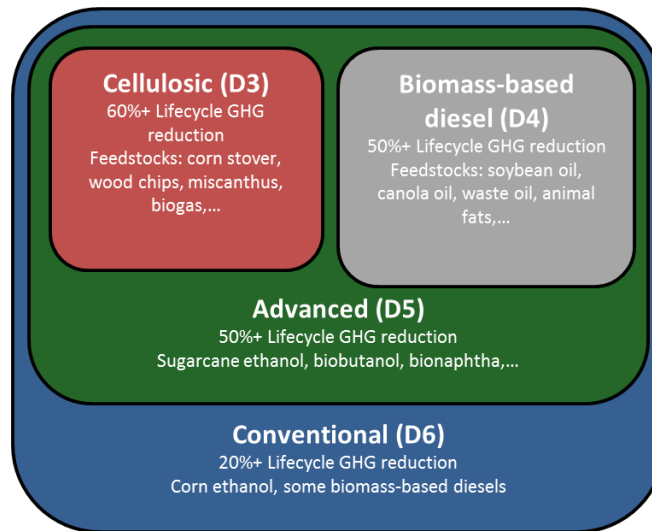 Cellulosic (D3)
60%+ Lifecycle GHG
reduction
Feedstocks: corn stover,
wood chips, miscanthus,
biogas,...
Biomass-based
diesel (D4)
50%+ Lifecycle GHG reduction
Feedstocks: soybean oil,
canola oil, waste oil, animal
fats,...
Advanced (D5)
50%+ Lifecycle GHG reduction
Sugarcane ethanol, biobutanol, bionaphtha,...
Conventional (D6)
20%+ Lifecycle GHG reduction
Corn ethanol, some biomass-based diesels